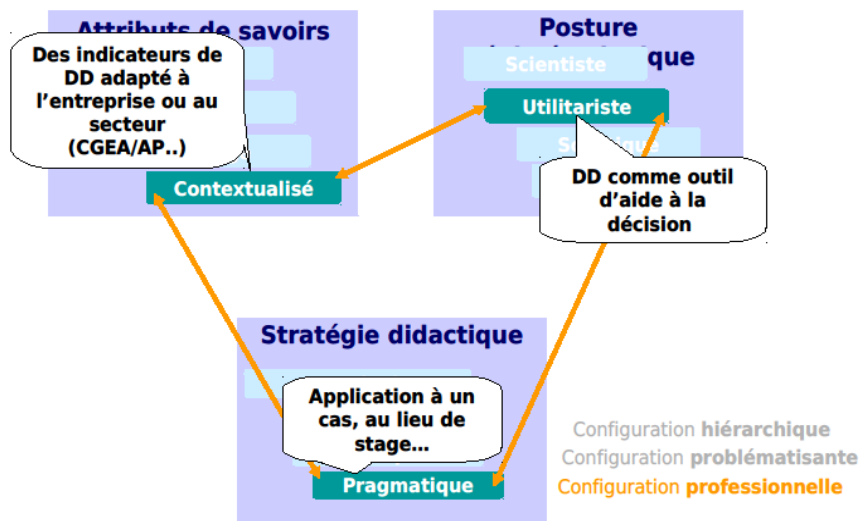 Attributs de savoirs
Des indicateurs de
DD adapté à
l’entreprise ou au
secteur
(CGEA/AP..)
Contextualisé
Posture
que
Scientiste
Utilitariste
DD comme outil
d’aide à la
décision
Stratégie didactique
Application à un
cas, au lieu de
stage…
Pragmatique
Configuration hiérarchique
Configuration problématisante
Configuration professionnelle